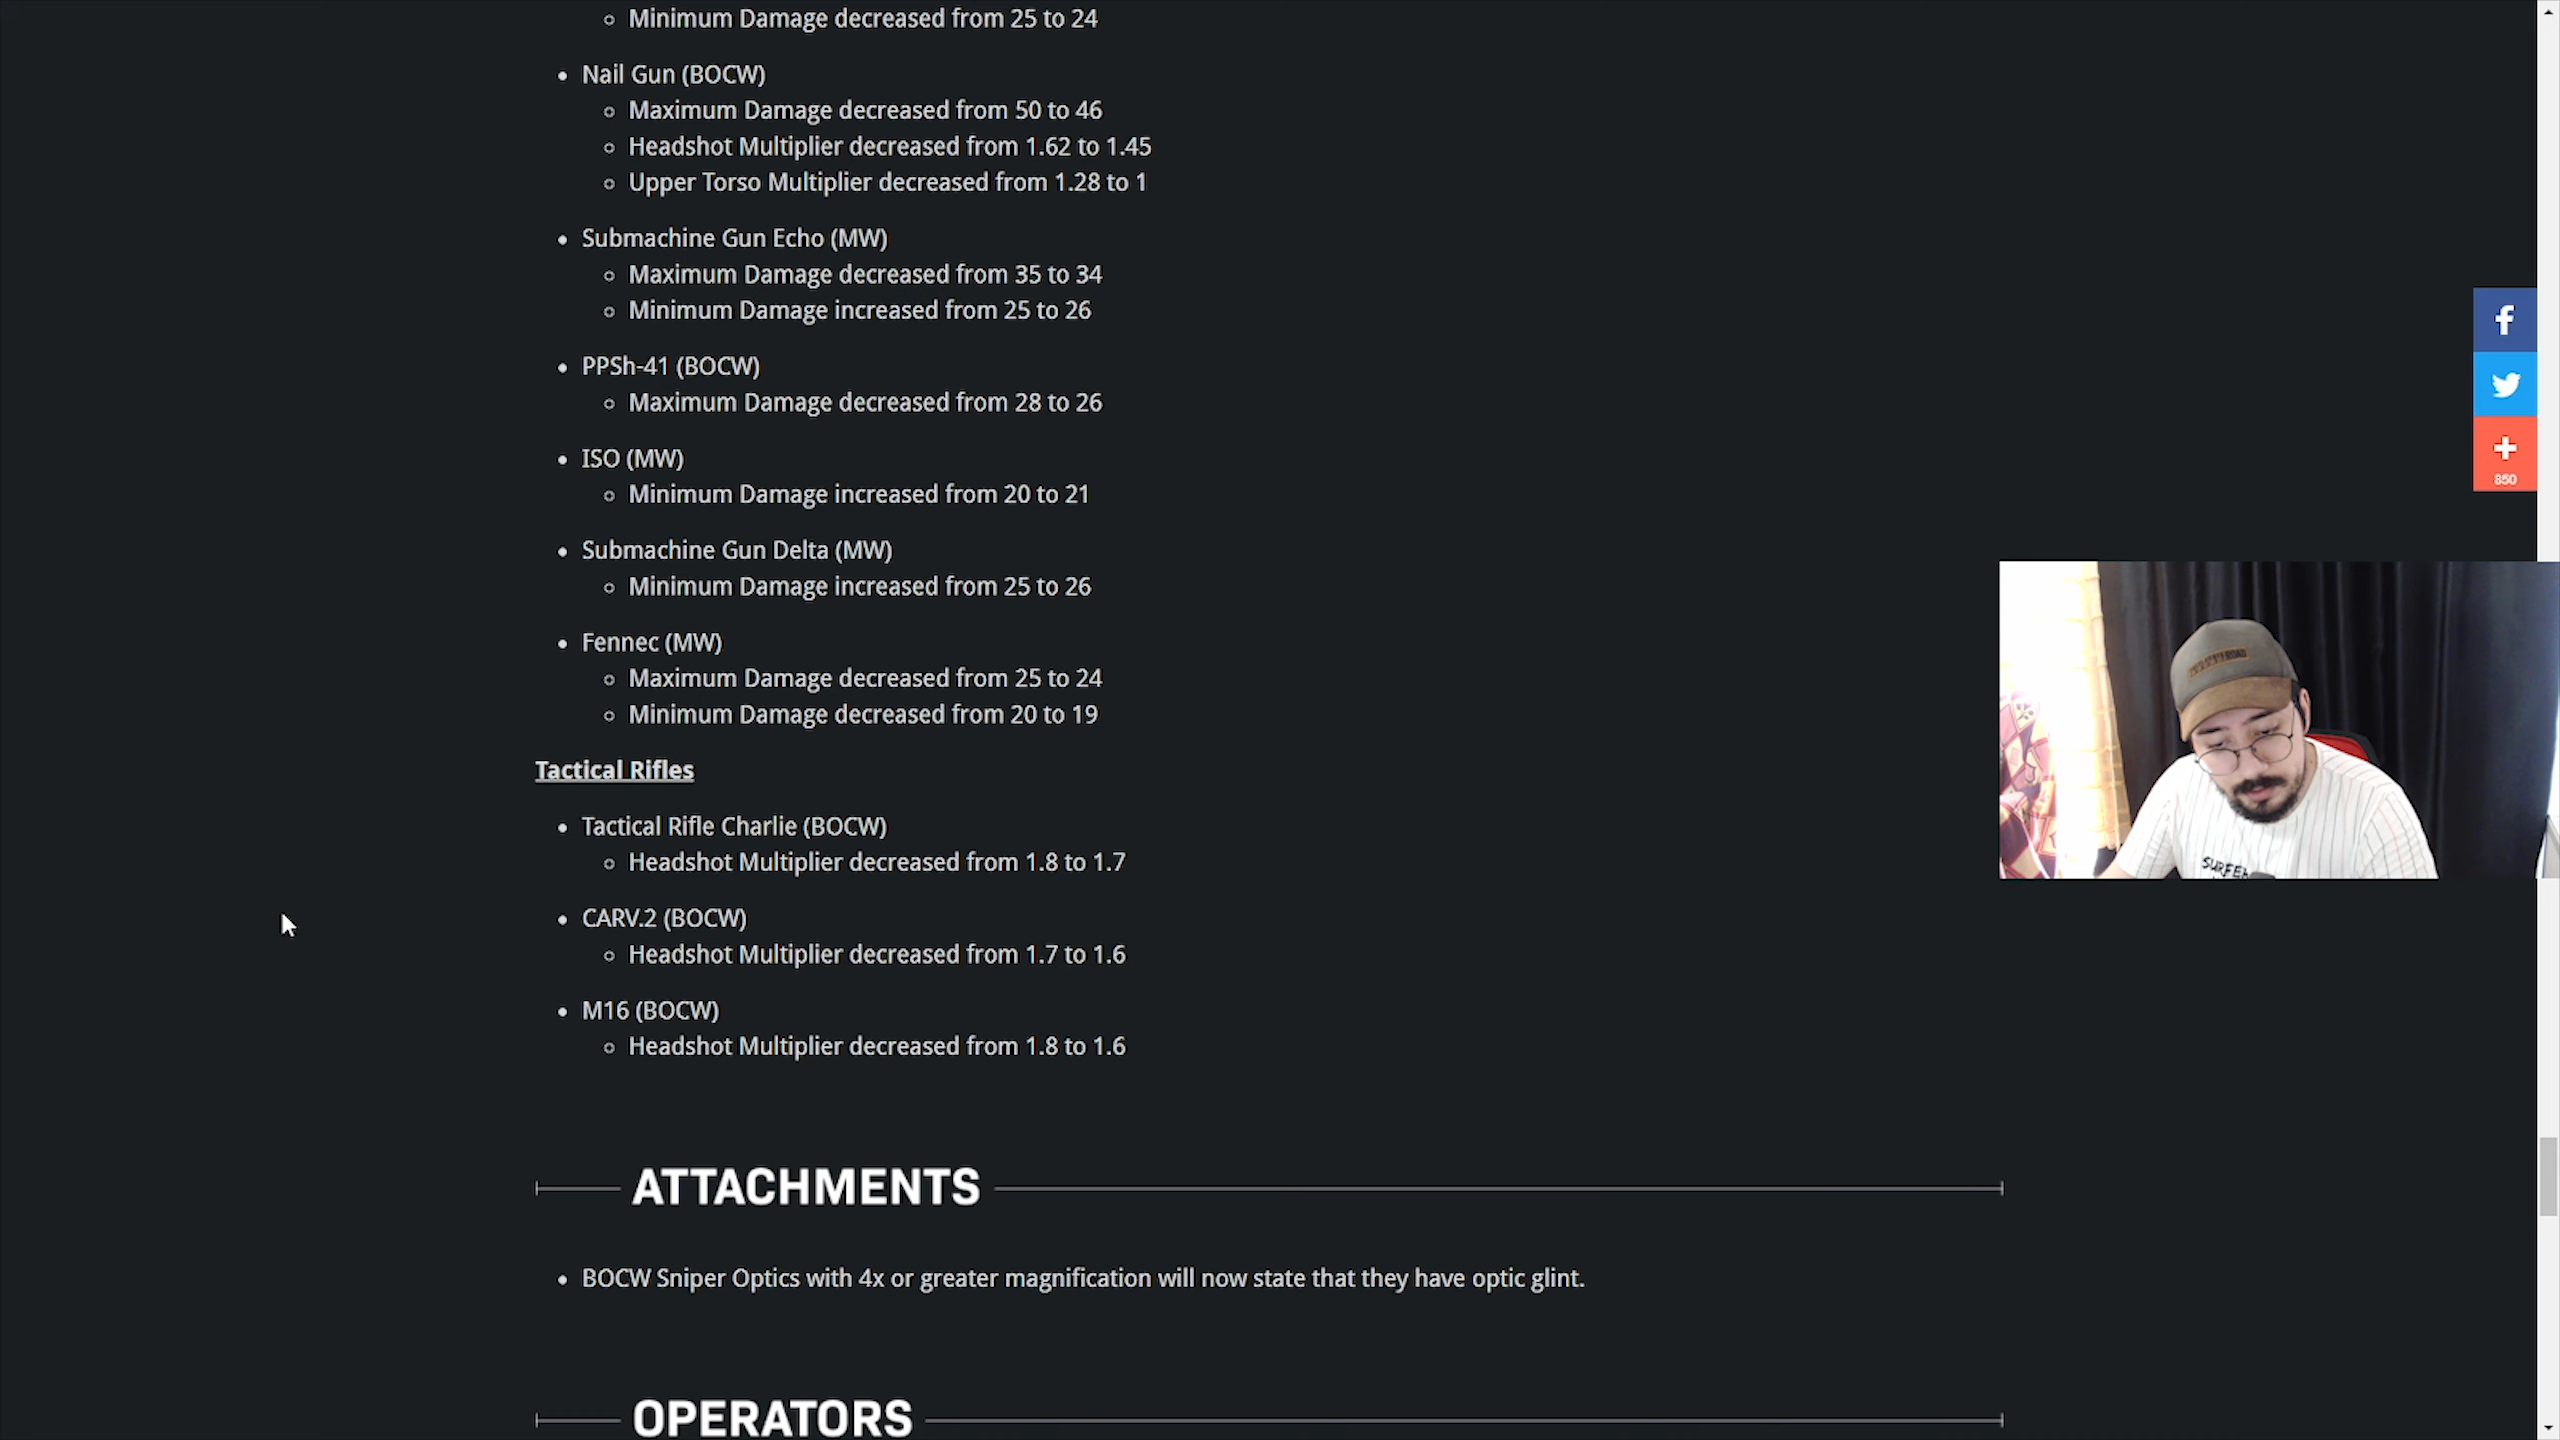 Minimum Damage decreased from 25 to 24
Nail Gun (BOCW)
Maximum Damage decreased from 50 to 46
Headshot Multiplier decreased from 1.62 to 1.45
Upper Torso Multiplier decreased from 1.28 to 1
Submachine Gun Echo (MW)
Maximum Damage decreased from 35 to 34
Minimum Damage increased from 25 to 26
PPSh-41 (BOCW)
Maximum Damage decreased from 28 to 26
ISO (MW)
Minimum Damage increased from 20 to 21
Submachine Gun Delta (MW)
Minimum Damage increased from 25 to 26
Fennec (MW)
Maximum Damage decreased from 25 to 24
Minimum Damage decreased from 20 to 19
Tactical Rifles
Tactical Rifle Charlie (BOCW)
Headshot Multiplier decreased from 1.8 to 1.7
CARV.2 (BOCW)
Headshot Multiplier decreased from 1.7 to 1.6
M16 (BOCW)
Headshot Multiplier decreased from 1.8 to 1.6
ATTACHMENTS
BOCW Sniper Optics with 4x or greater magnification will now state that they have optic glint.
OPERATORS
850